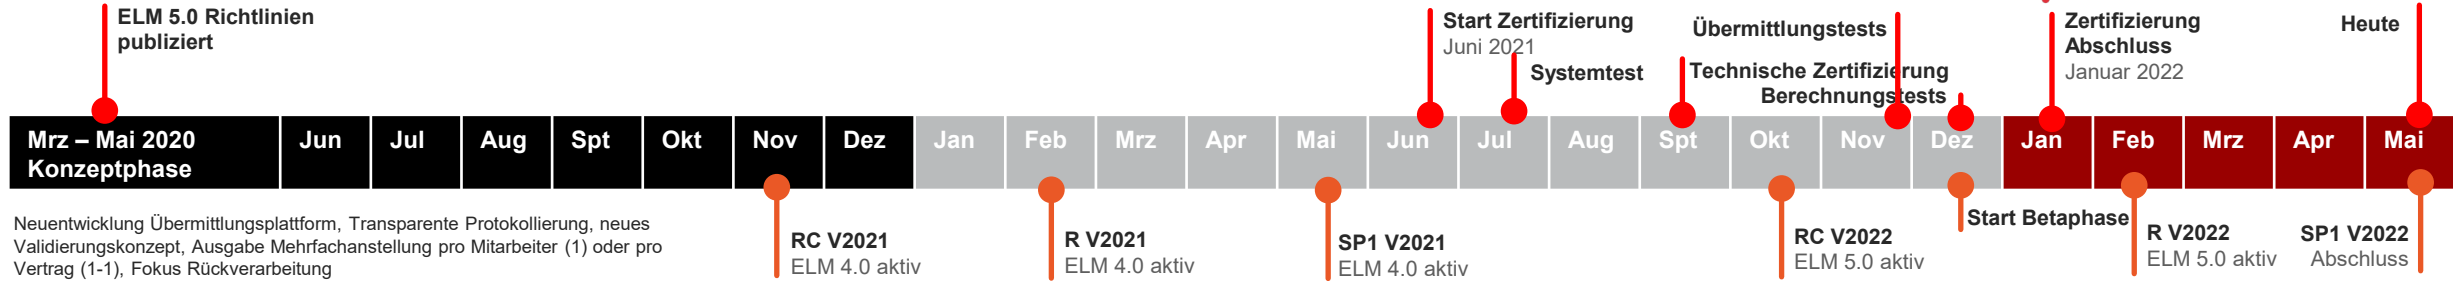 ELM 5.0 Richtlinien
publiziert
Start Zertifizierung
Juni 2021
Systemtest
Übermittlungstests
Technische Zertifizierung
Berechnungstests
Zertifizierung
Abschluss
Januar 2022
Heute
Mrz – Mai 2020
Konzeptphase
Jun
Jul
Aug
Spt
Okt
Nov
Dez
Jan
Feb
Mrz
Apr
Mai
Jun
Jul
Aug
Spt
Okt
Nov
Dez
Jan
Feb
Mrz
Apr
Mai
Neuentwicklung Übermittlungsplattform, Transparente Protokollierung, neues
Validierungskonzept, Ausgabe Mehrfachanstellung pro Mitarbeiter (1) oder pro
Vertrag (1-1), Fokus Rückverarbeitung
RC V2021
ELM 4.0 aktiv
R V2021
ELM 4.0 aktiv
SP1 V2021
ELM 4.0 aktiv
RC V2022
ELM 5.0 aktiv
Start Betaphase
R V2022
ELM 5.0 aktiv
SP1 V2022
Abschluss